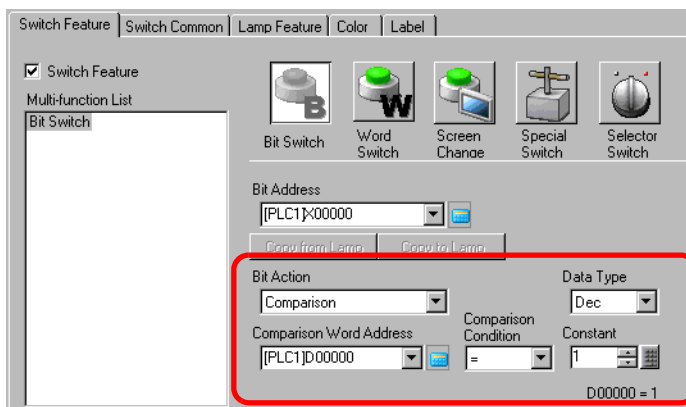 Switch Feature Switch Common Lamp Feature Color Label
Switch Feature
Multi-function List
Bit Switch
B W
Bit Switch Word Switch Screen Change Special Switch Selector Switch
Bit Address
[PLC1]X00000
Copy from Lamp Copy to Lamp
Bit Action Data Type
Comparison Dec
Comparison Word Address Comparison Condition Constant
[PLC1]D00000 = 1
D00000 = 1